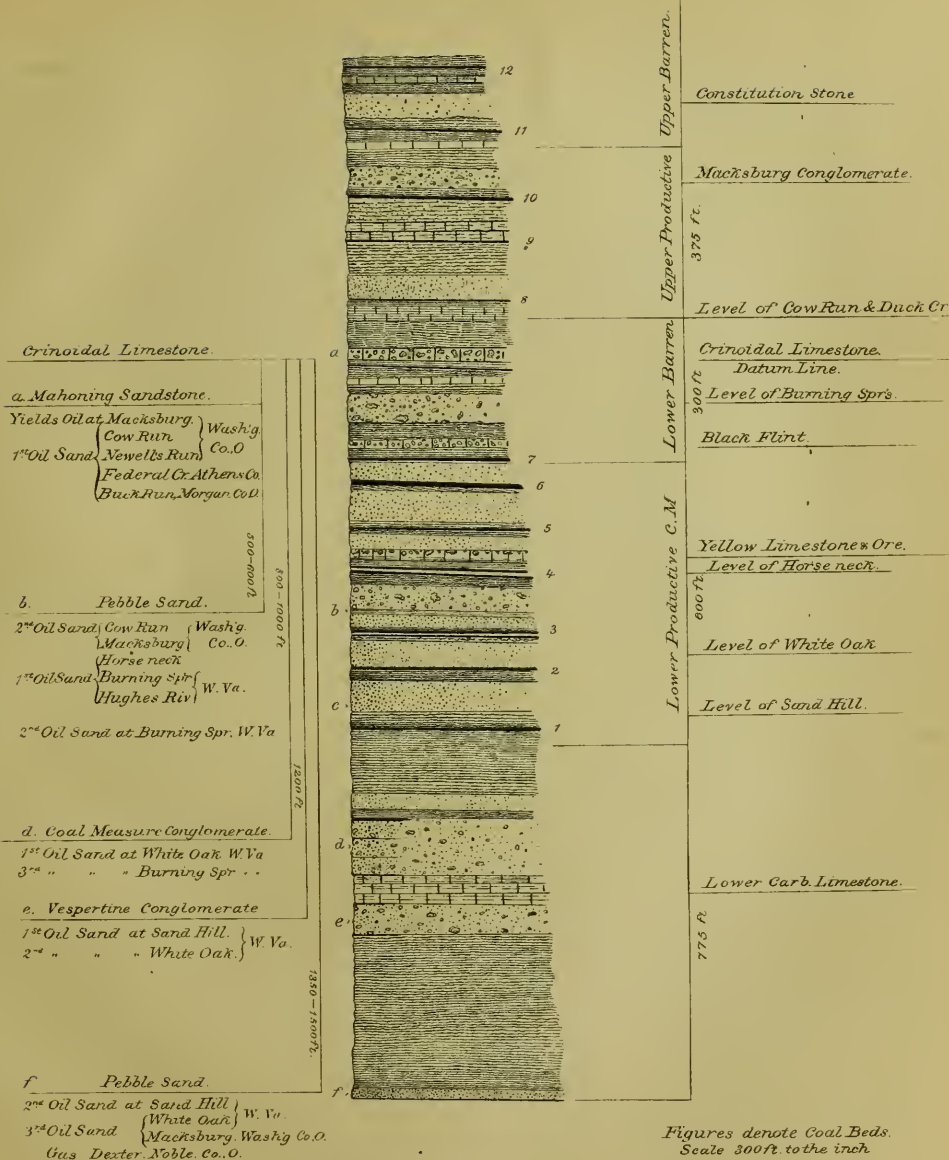 Crinoidal Limestone.
a. Mahoning Sandstone.
Yields Oil at Macksburg.
1st Oil Sand
Cow Run
Newells Run
Wash'g.
Co.,O
Federal Cr. Athens Co.
Buck Run, Morgan. Co. O.
500-600 ft
800-1000 ft
b. Pebble Sand.
2nd Oil Sand
Cow Run
Macksburg
Wash'g.
Co.,O.
1st Oil Sand
Horse neck
Burning Spr
Hughes Riv
W. Va.
2nd Oil Sand at Burning Spr. W. Va
1200 ft
d. Coal Measure Conglomerate.
1st Oil Sand at White Oak W. Va
3rd " " " Burning Spr " "
e. Vespertine Conglomerate
1st Oil Sand at Sand Hill.
2nd " " " White Oak.
W. Va.
1350-1500 ft.
f Pebble Sand.
2nd Oil Sand at Sand Hill
3rd Oil Sand
White Oak
W. Va.
Macksburg. Wash'g Co. O.
Gas Dexter. Noble. Co., O.
12
11
10
9
8
a
7
6
5
4
b
3
2
c
1
d
e
f
Upper Barren.
Upper Productive
Lower Barren
Lower Productive C. M
375 ft.
300 ft
600 ft
775 ft
Constitution Stone
Macksburg Conglomerate.
Level of Cow Run & Duck Cr
Crinoidal Limestone.
Datum Line.
Level of Burning Spr's.
Black Flint.
Yellow Limestone & Ore.
Level of Horse neck.
Level of White Oak
Level of Sand Hill.
Lower Carb. Limestone.
Figures denote Coal Beds.
Scale 300 ft. to the inch